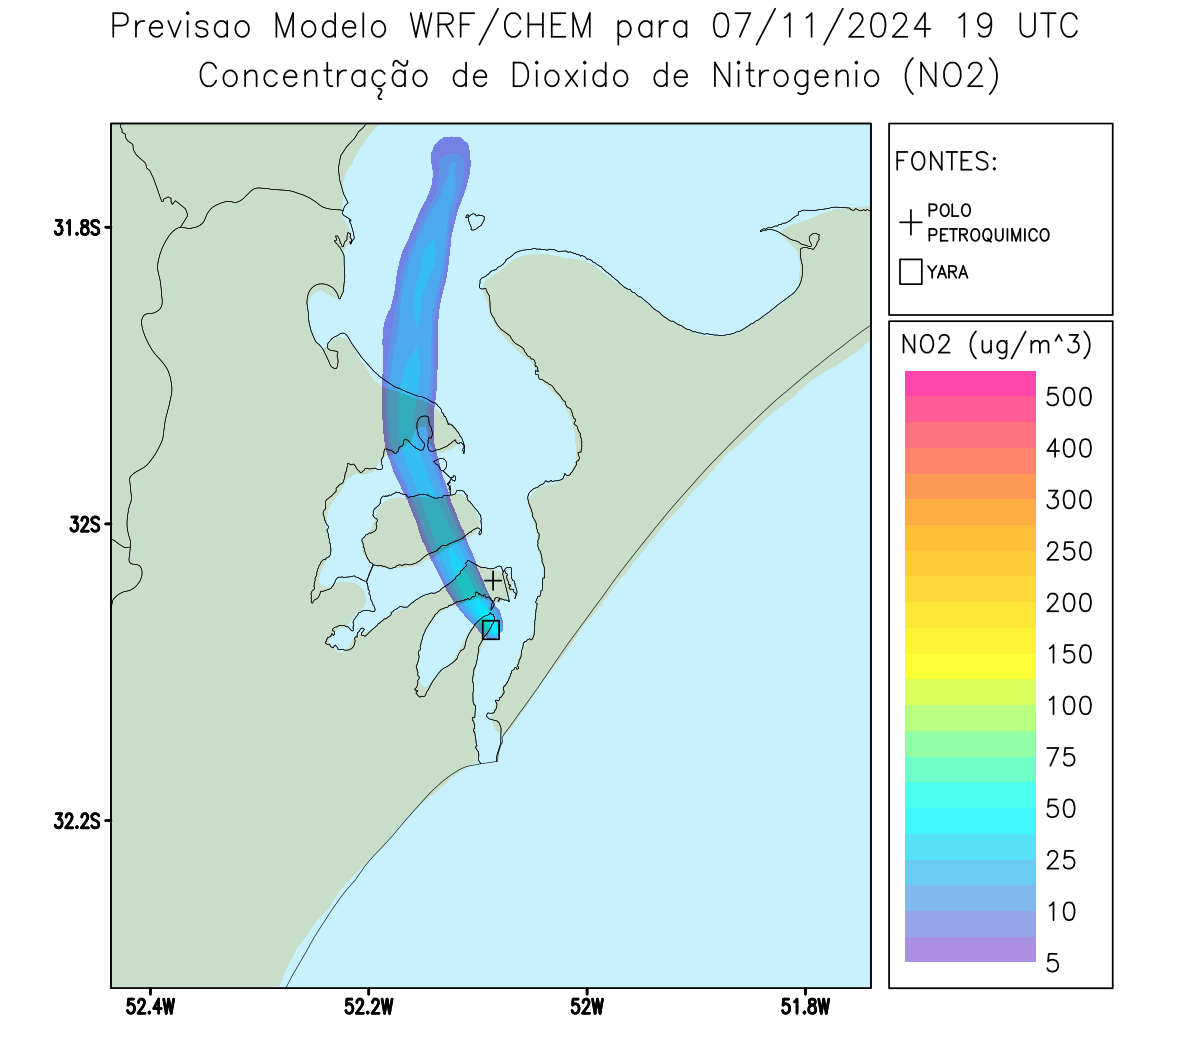 Previsao Modelo WRF/CHEM para 07/11/2024 19 UTC
Concentração de Dioxido de Nitrogenio (NO2)
FONTES:
POLO
PETROQUIMICO
YARA
NO2 (ug/m^3)
500
400
300
250
200
150
100
75
50
25
10
5
31.8S
32S
32.2S
52.4W
52.2W
52W
51.8W